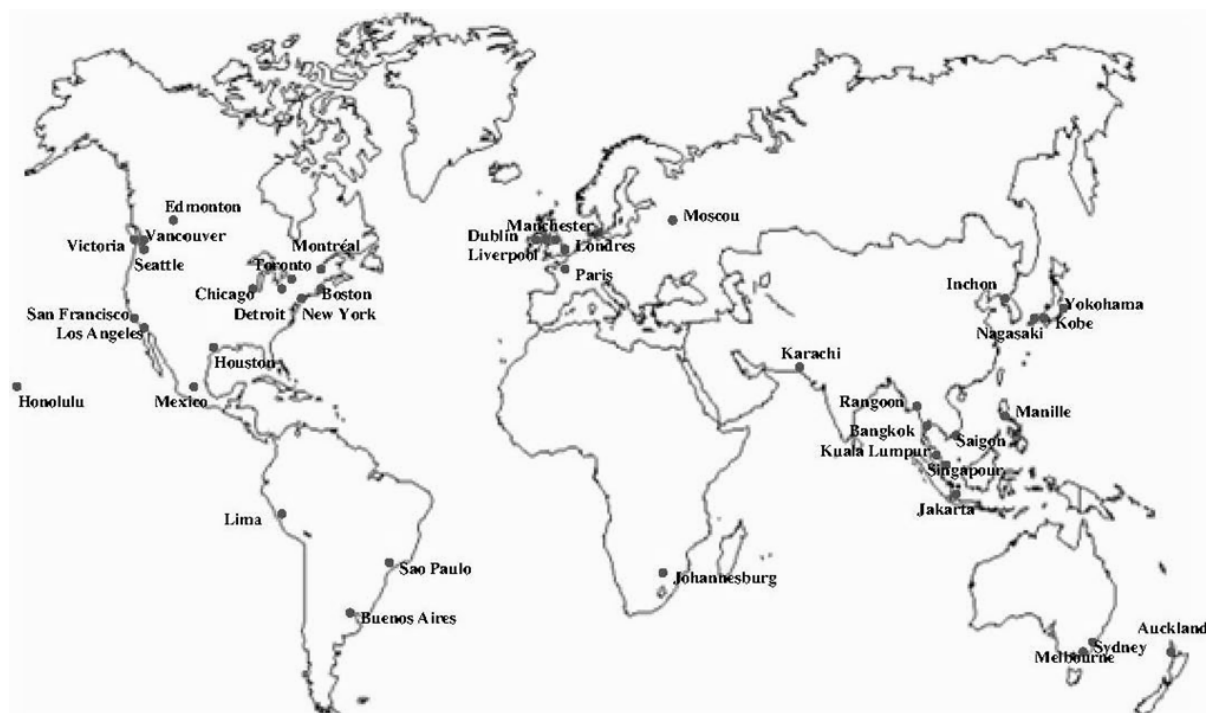 Edmonton
Moscou
Manchester
Victoria
Vancouver
Dublin
Montréal
Liverpool
Londres
Seattle
Toronto
Paris
Inchon
Chicago
Boston
Yokohama
Detroit
New York
San Francisco
Kobe
Los Angeles
Nagasaki
Houston
Karachi
Honolulu
Mexico
Rangoon
Manille
Bangkok
Saigon
Kuala Lumpur
Singapour
Jakarta
Lima
Sao Paulo
Johannesburg
Buenos Aires
Auckland
Sydney
Melbourne